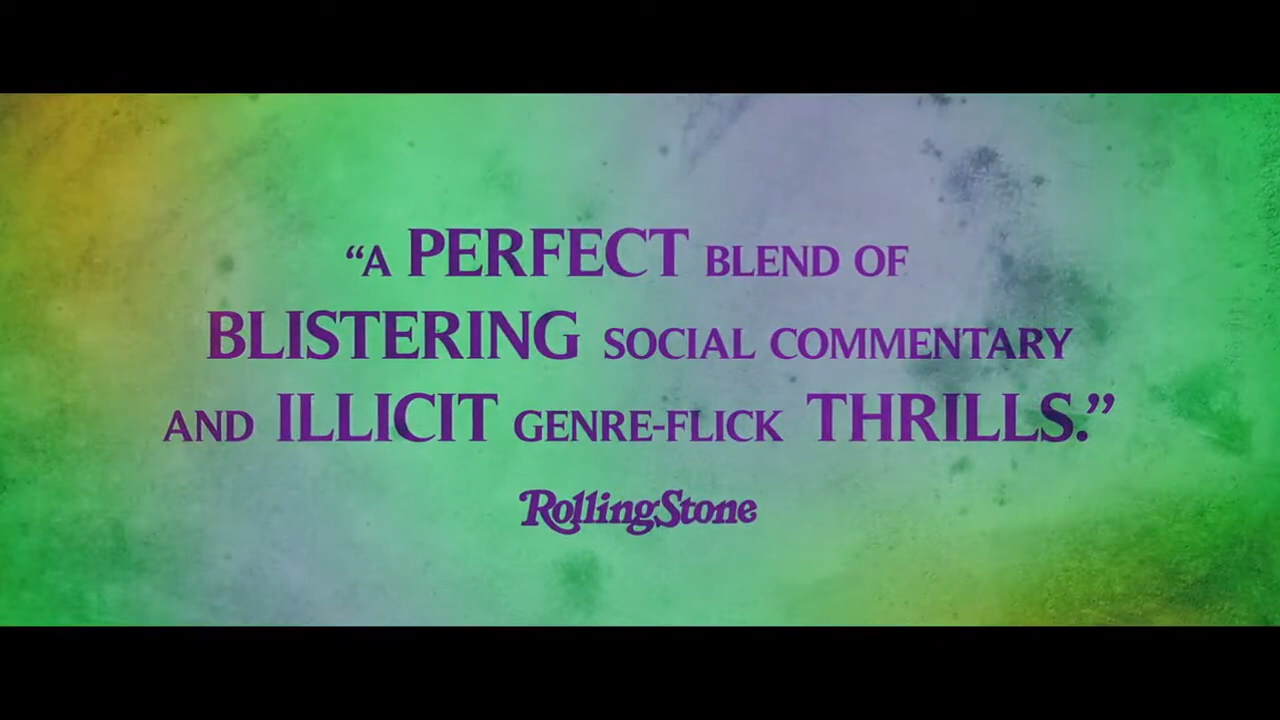 “A PERFECT BLEND OF
BLISTERING SOCIAL COMMENTARY
AND ILLICIT GENRE-FLICK THRILLS.”
RollingStone